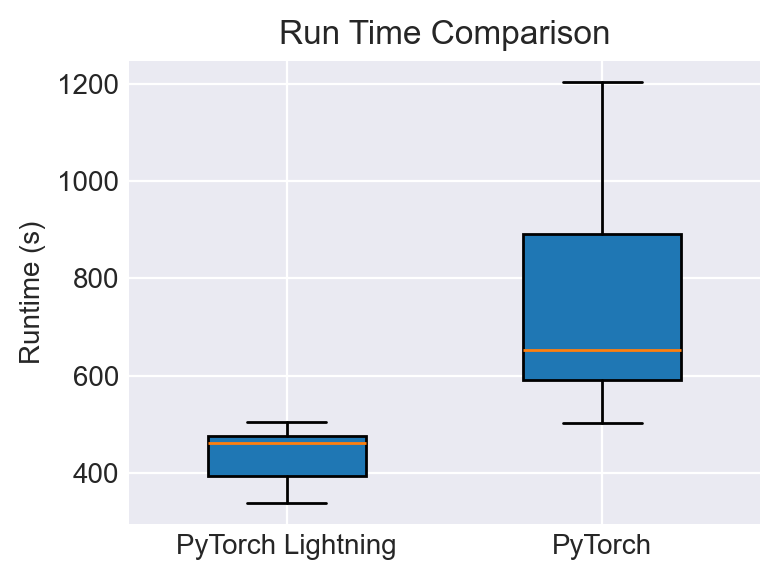 Run Time Comparison
1200
1000
800
600
400
Runtime (s)
PyTorch Lightning
PyTorch